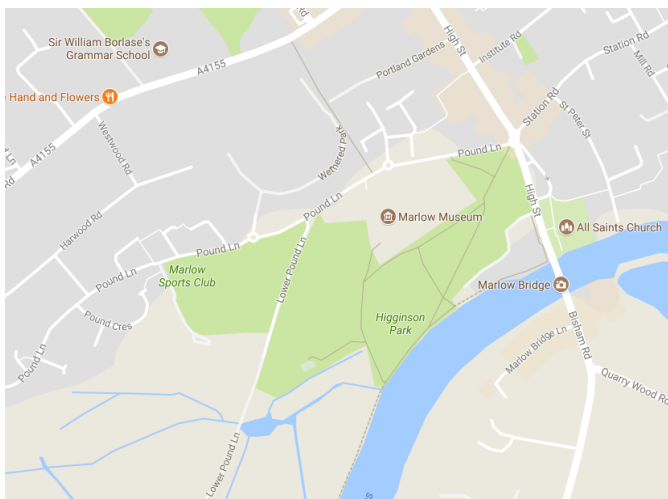 Sir William Borlase's
Grammar School
A4155
High St
Institute Rd
Station Rd
Mill Rd
Portland Gardens
Hand and Flowers
Westwood Rd
A4155
Rd
St Peter St
Station Rd
Wethered Park
Pound Ln
High St
Marlow Museum
All Saints Church
Harwood Rd
Pound Ln
Pound Ln
Lower Pound Ln
Marlow
Sports Club
Pound Ln
Marlow Bridge
Pound Cres
Higginson
Park
Bisham Rd
Marlow Bridge Ln
Pound Ln
Quarry Wood Rd
Lower Pound Ln